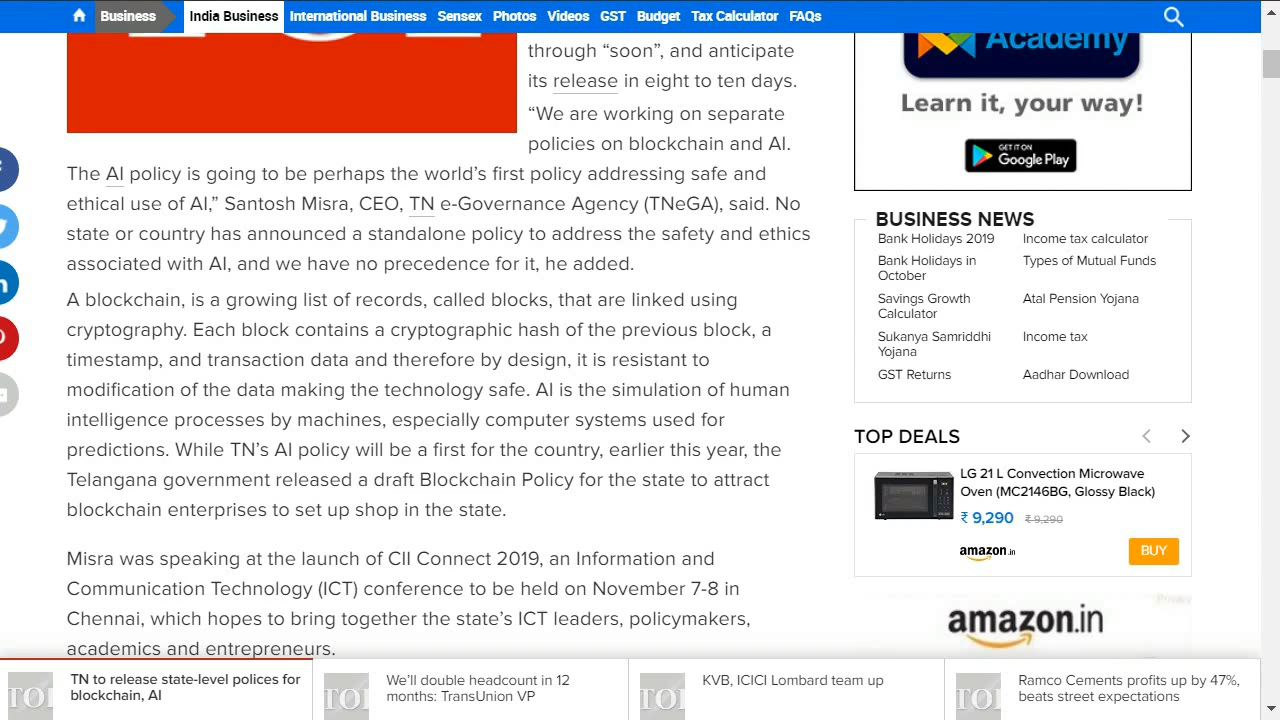 Business
India Business
International Business
Sensex
Photos
Videos
GST
Budget
Tax Calculator
FAQs
through “soon”, and anticipate
its release in eight to ten days.
“We are working on separate
policies on blockchain and AI.
The AI policy is going to be perhaps the world’s first policy addressing safe and
ethical use of AI,” Santosh Misra, CEO, TN e-Governance Agency (TNeGA), said. No
state or country has announced a standalone policy to address the safety and ethics
associated with AI, and we have no precedence for it, he added.
A blockchain, is a growing list of records, called blocks, that are linked using
cryptography. Each block contains a cryptographic hash of the previous block, a
timestamp, and transaction data and therefore by design, it is resistant to
modification of the data making the technology safe. AI is the simulation of human
intelligence processes by machines, especially computer systems used for
predictions. While TN’s AI policy will be a first for the country, earlier this year, the
Telangana government released a draft Blockchain Policy for the state to attract
blockchain enterprises to set up shop in the state.
Misra was speaking at the launch of CII Connect 2019, an Information and
Communication Technology (ICT) conference to be held on November 7-8 in
Chennai, which hopes to bring together the state’s ICT leaders, policymakers,
academics and entrepreneurs.
Academy
Learn it, your way!
GET IT ON
Google Play
BUSINESS NEWS
Bank Holidays 2019
Income tax calculator
Bank Holidays in
October
Types of Mutual Funds
Savings Growth
Calculator
Atal Pension Yojana
Sukanya Samriddhi
Yojana
Income tax
GST Returns
Aadhar Download
TOP DEALS
LG 21 L Convection Microwave
Oven (MC2146BG, Glossy Black)
₹ 9,290 ₹ 9,290
amazon.in
BUY
Privacy
amazon.in
TOI
TN to release state-level polices for
blockchain, AI
TOI
We’ll double headcount in 12
months: TransUnion VP
TOI
KVB, ICICI Lombard team up
TOI
Ramco Cements profits up by 47%,
beats street expectations